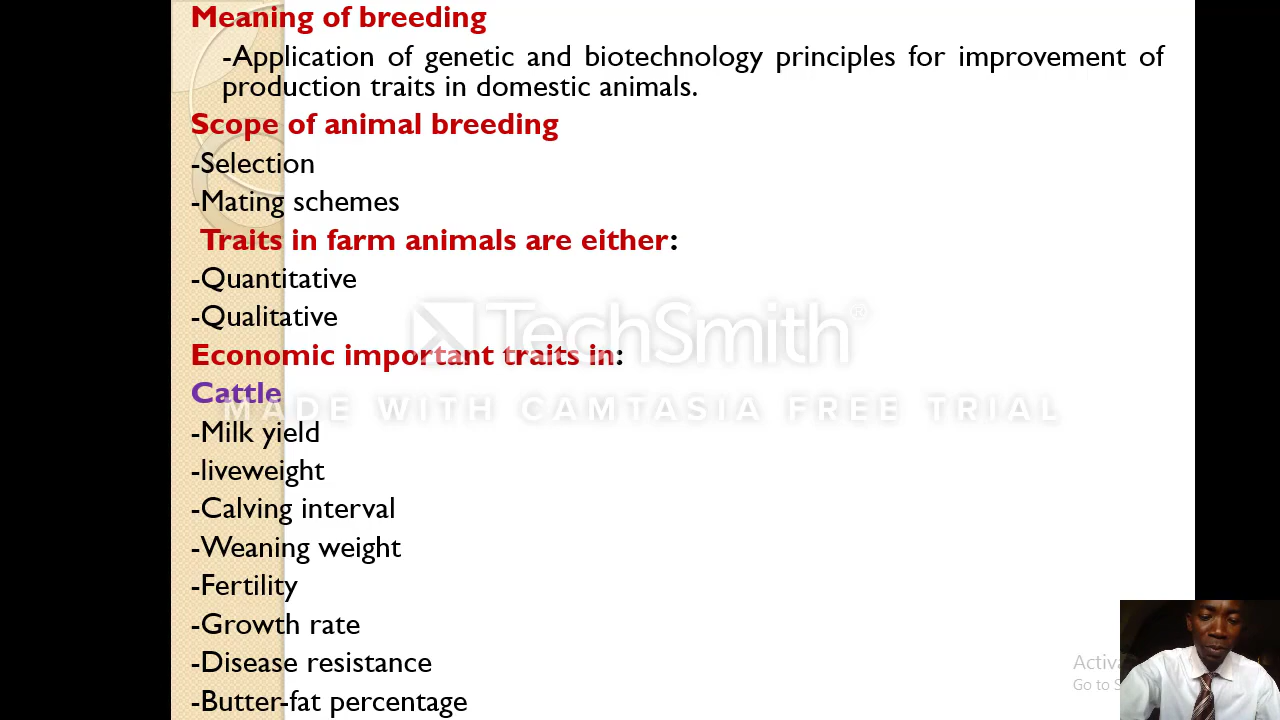 Meaning of breeding
-Application of genetic and biotechnology principles for improvement of
production traits in domestic animals.
Scope of animal breeding
-Selection
-Mating schemes
Traits in farm animals are either:
-Quantitative
-Qualitative
TechSmith®
Economic important traits in:
Cattle
MADE WITH CAMTASIA FREE TRIAL
-Milk yield
-liveweight
-Calving interval
-Weaning weight
-Fertility
-Growth rate
-Disease resistance
-Butter-fat percentage
Activa
Go to S